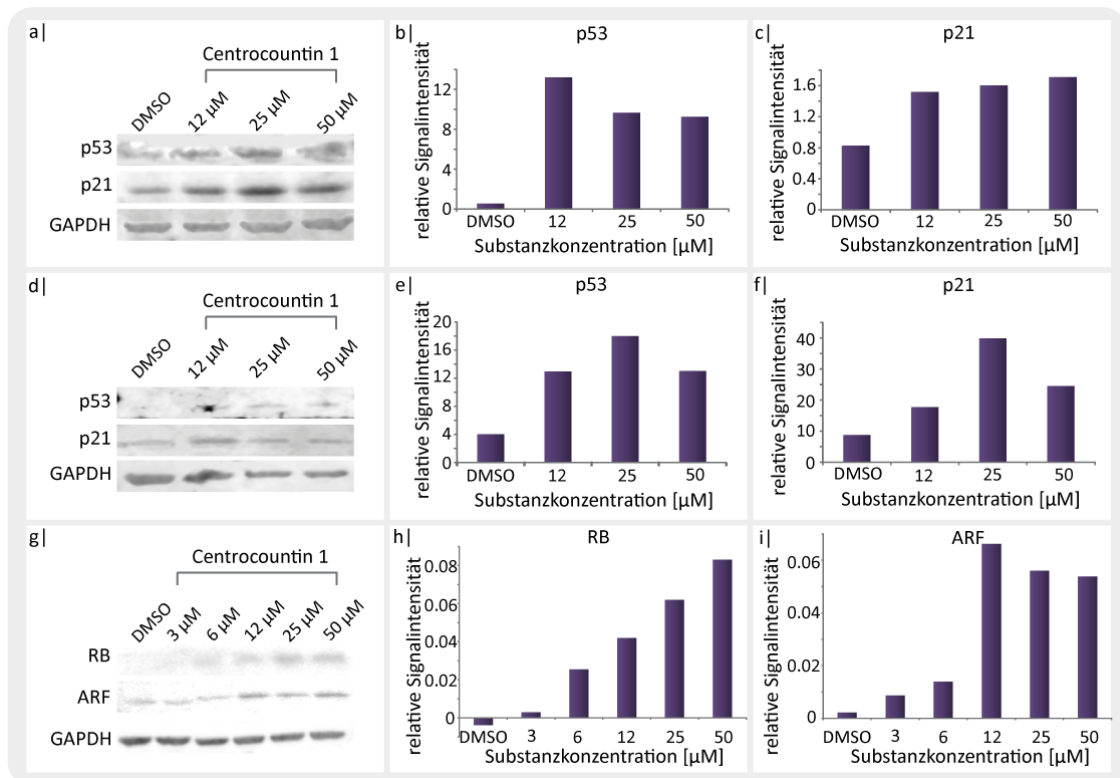 a|
Centrocountin 1
DMSO
12 µM
25 µM
50 µM
p53
p21
GAPDH
b|
p53
relative Signalintensität
12
8
4
0
DMSO 12 25 50
Substanzkonzentration [µM]
c|
p21
relative Signalintensität
1.6
1.2
0.8
0.4
0
DMSO 12 25 50
Substanzkonzentration [µM]
d|
Centrocountin 1
DMSO
12 µM
25 µM
50 µM
p53
p21
GAPDH
e|
p53
relative Signalintensität
20
16
12
8
4
0
DMSO 12 25 50
Substanzkonzentration [µM]
f|
p21
relative Signalintensität
40
30
20
10
0
DMSO 12 25 50
Substanzkonzentration [µM]
g|
Centrocountin 1
DMSO
3 µM
6 µM
12 µM
25 µM
50 µM
RB
ARF
GAPDH
h|
RB
relative Signalintensität
0.08
0.06
0.04
0.02
0
DMSO 3 6 12 25 50
Substanzkonzentration [µM]
i|
ARF
relative Signalintensität
0.06
0.04
0.02
0
DMSO 3 6 12 25 50
Substanzkonzentration [µM]